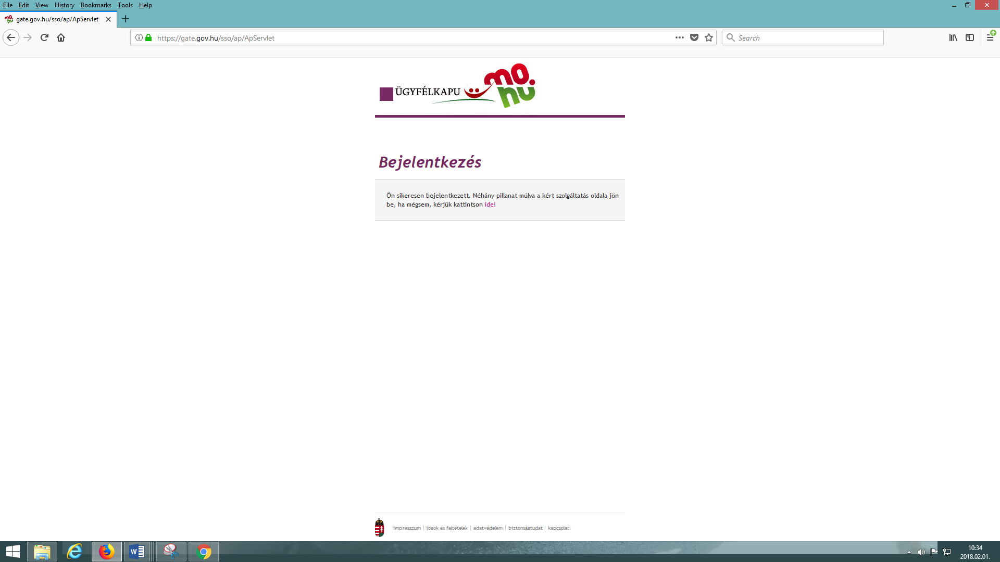 File Edit View History Bookmarks Tools Help
gate.gov.hu/sso/ap/ApServlet
https://gate.gov.hu/sso/ap/ApServlet
Search
ÜGYFÉLKAPU
mo.
hu
Bejelentkezés
Ön sikeresen bejelentkezett. Néhány pillanat múlva a kért szolgáltatás oldala jön
be, ha mégsem, kérjük kattintson ide!
impresszum | jogok és feltételek | adatvédelem | biztonságtudat | kapcsolat
10:34
2018.02.01.